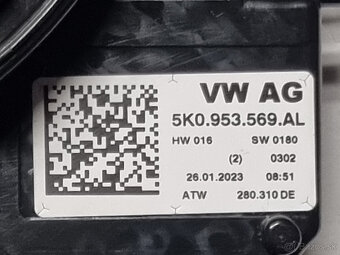 VW AG
5K0.953.569.AL
HW 016 SW 0180
(2) 0302
26.01.2023 08:51
ATW 280.310 DE